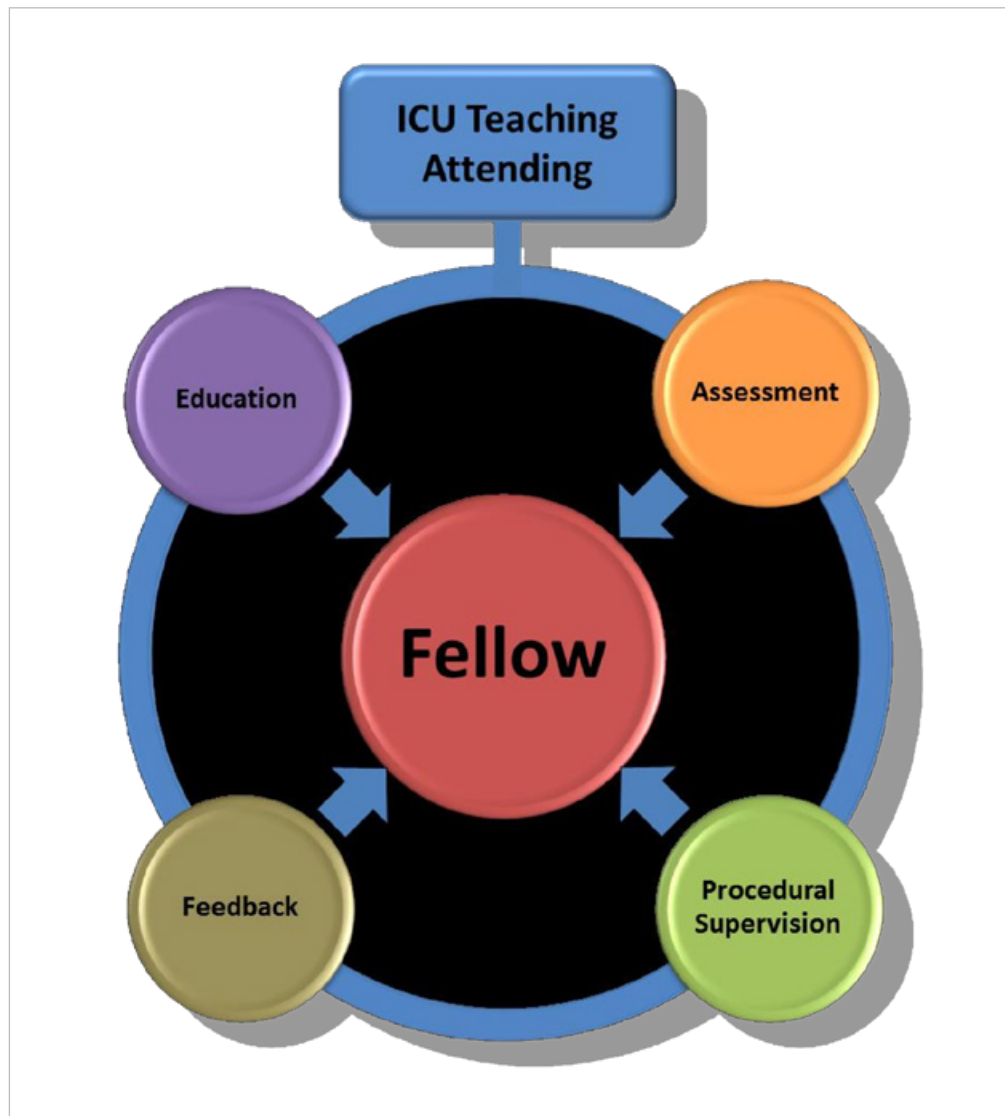 ICU Teaching
Attending
Education
Assessment
Fellow
Feedback
Procedural
Supervision